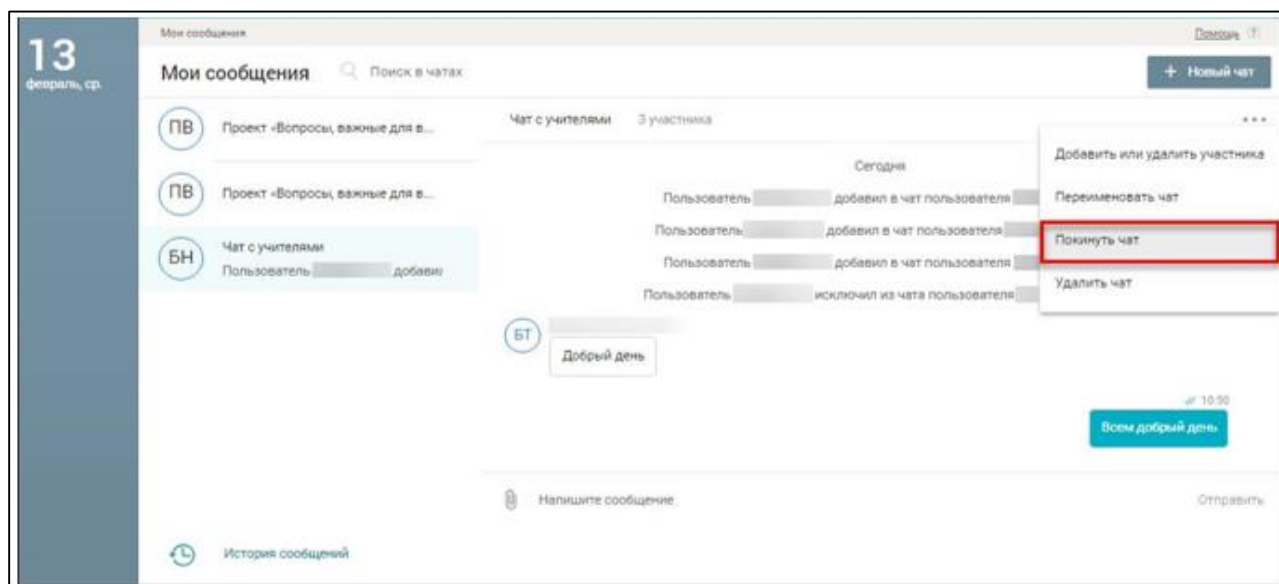 13
февраль, ср.
Мои сообщения
Помощь ?
Мои сообщения
Поиск в чатах
+ Новый чат
ПВ
Проект «Вопросы, важные для в...
ПВ
Проект «Вопросы, важные для в...
БН
Чат с учителями
Пользователь добавил
Чат с учителями 3 участника
Добавить или удалить участника
Переименовать чат
Покинуть чат
Удалить чат
Сегодня
Пользователь добавил в чат пользователя
Пользователь добавил в чат пользователя
Пользователь добавил в чат пользователя
Пользователь исключил из чата пользователя
БТ
Добрый день
10:50
Всем добрый день
Напишите сообщение
Отправить
История сообщений